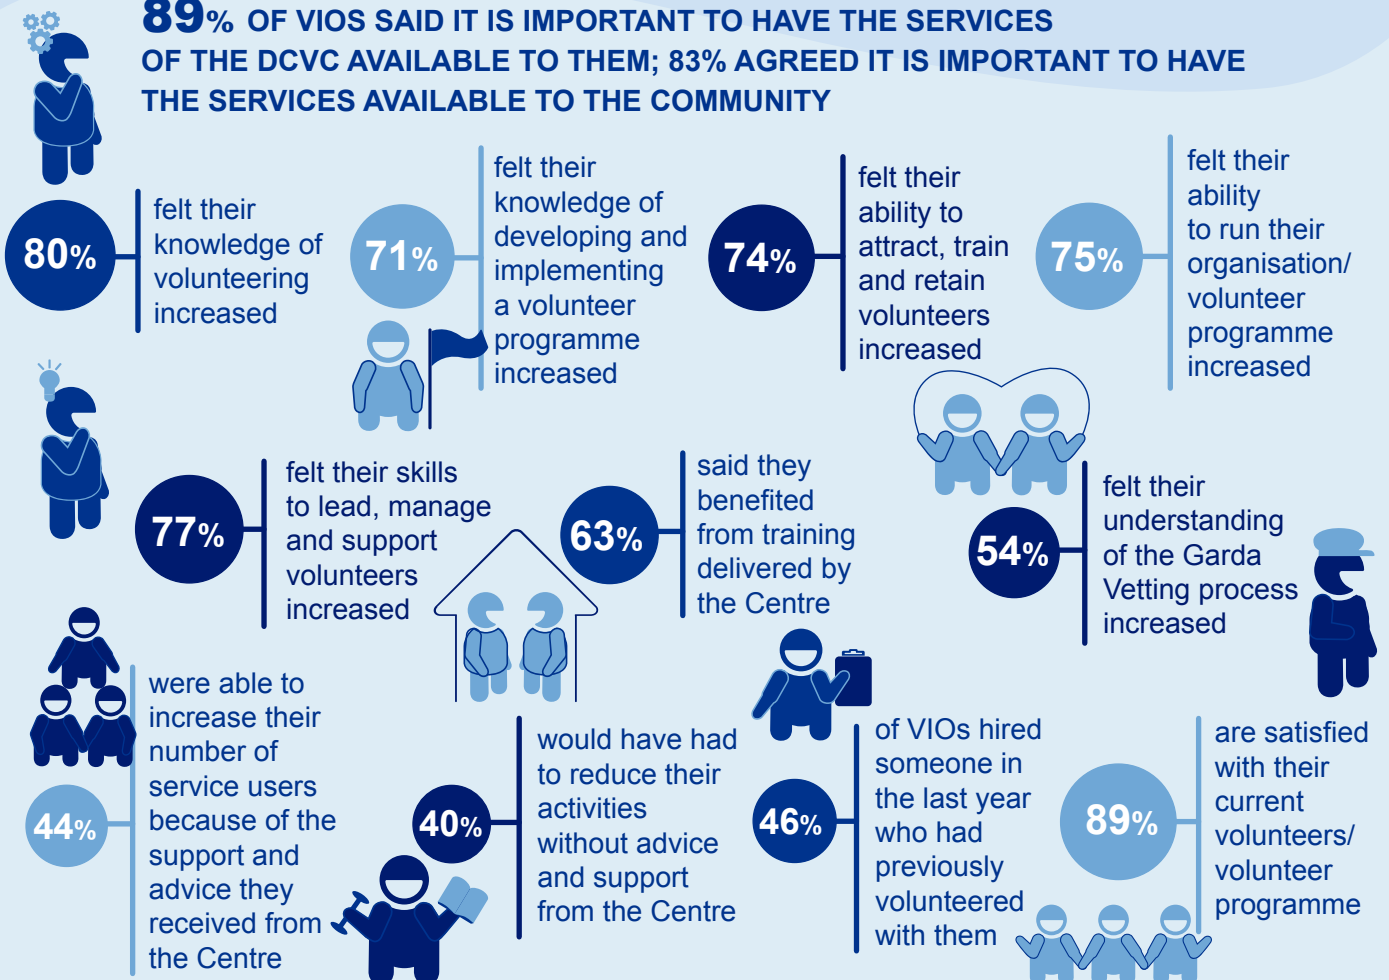 89% OF VIOS SAID IT IS IMPORTANT TO HAVE THE SERVICES
OF THE DCVC AVAILABLE TO THEM; 83% AGREED IT IS IMPORTANT TO HAVE
THE SERVICES AVAILABLE TO THE COMMUNITY
80%
felt their
knowledge of
volunteering
increased
71%
felt their
knowledge of
developing and
implementing
a volunteer
programme
increased
74%
felt their
ability to
attract, train
and retain
volunteers
increased
75%
felt their
ability
to run their
organisation/
volunteer
programme
increased
77%
felt their skills
to lead, manage
and support
volunteers
increased
63%
said they
benefited
from training
delivered by
the Centre
54%
felt their
understanding
of the Garda
Vetting process
increased
44%
were able to
increase their
number of
service users
because of the
support and
advice they
received from
the Centre
40%
would have had
to reduce their
activities
without advice
and support
from the Centre
46%
of VIOs hired
someone in
the last year
who had
previously
volunteered
with them
89%
are satisfied
with their
current
volunteers/
volunteer
programme